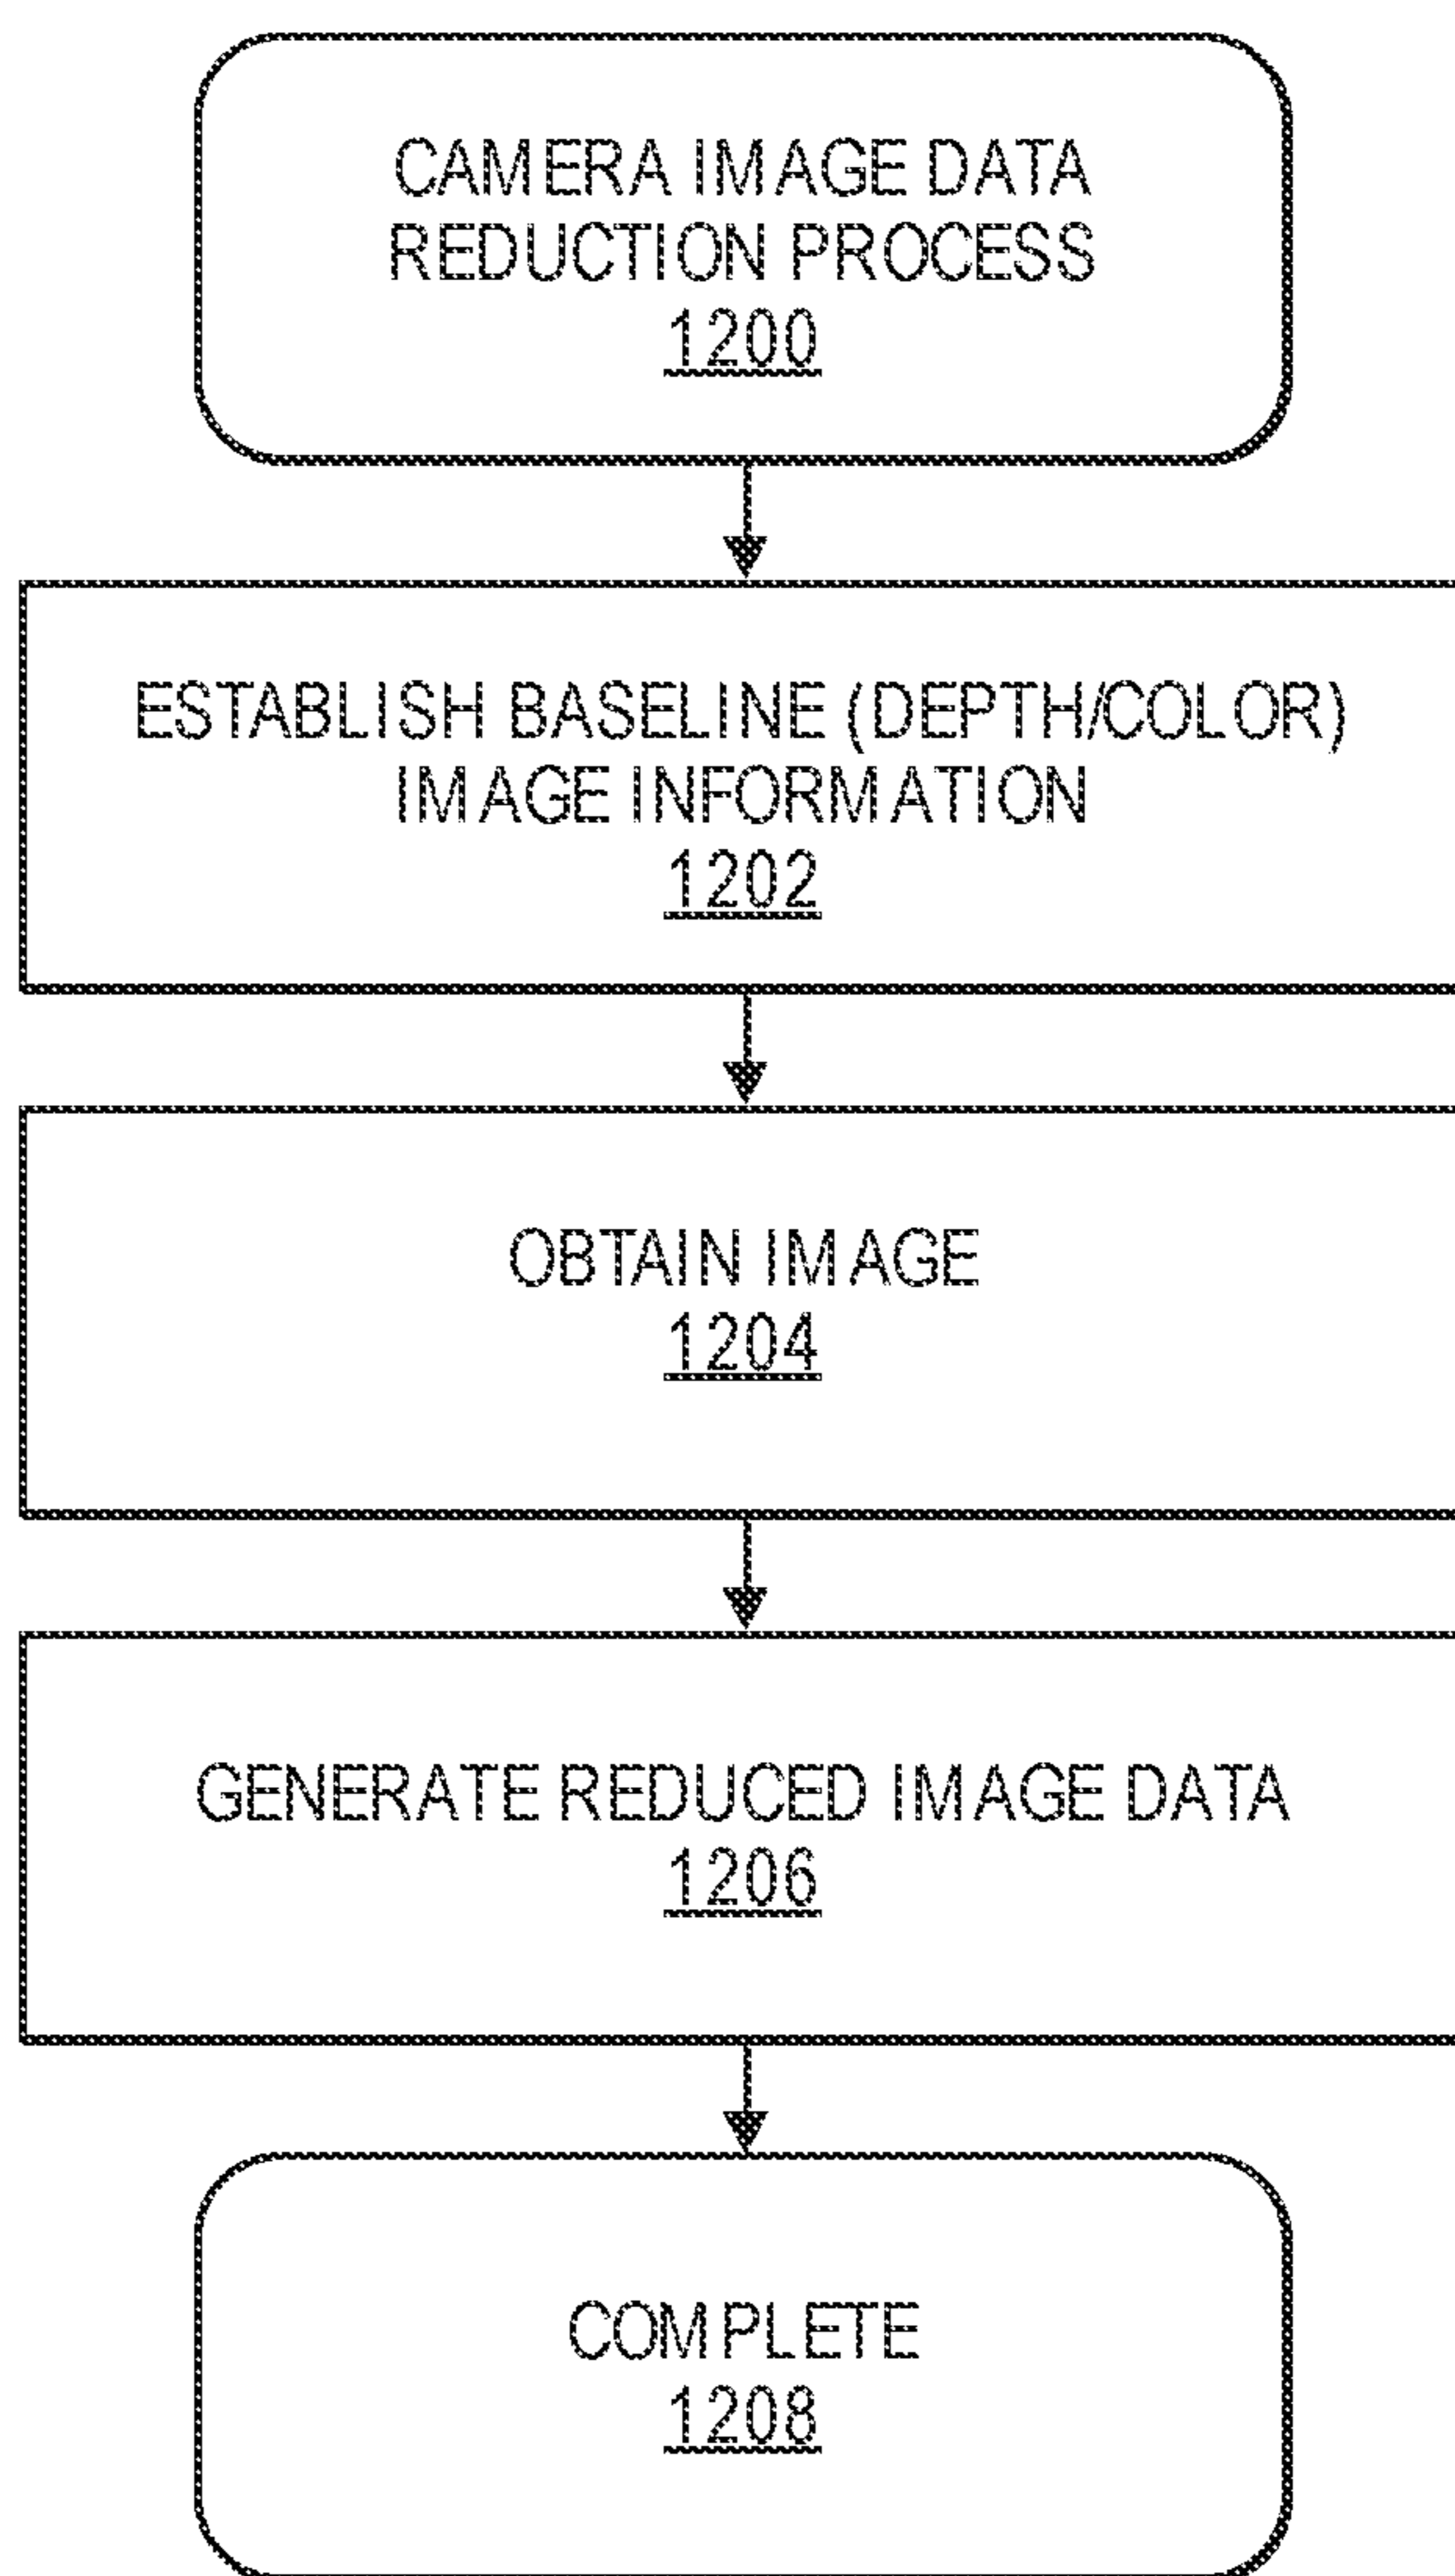 CAMERA IMAGE DATA
REDUCTION PROCESS
1200
ESTABLISH BASELINE (DEPTH/COLOR)
IMAGE INFORMATION
1202
OBTAIN IMAGE
1204
GENERATE REDUCED IMAGE DATA
1206
COMPLETE
1208